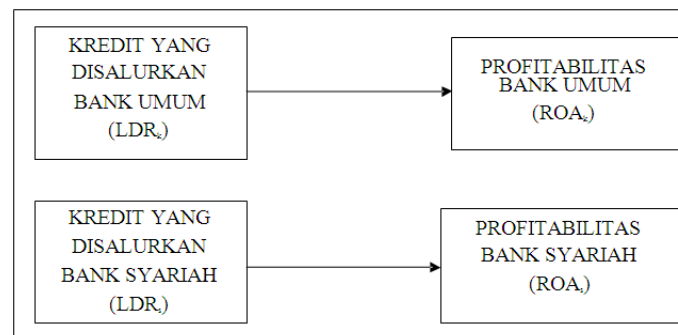 KREDIT YANG
DISALURKAN
BANK UMUM
(LDRk)
PROFITABILITAS
BANK UMUM
(ROAk)
KREDIT YANG
DISALURKAN
BANK SYARIAH
(LDRs)
PROFITABILITAS
BANK SYARIAH
(ROAs)